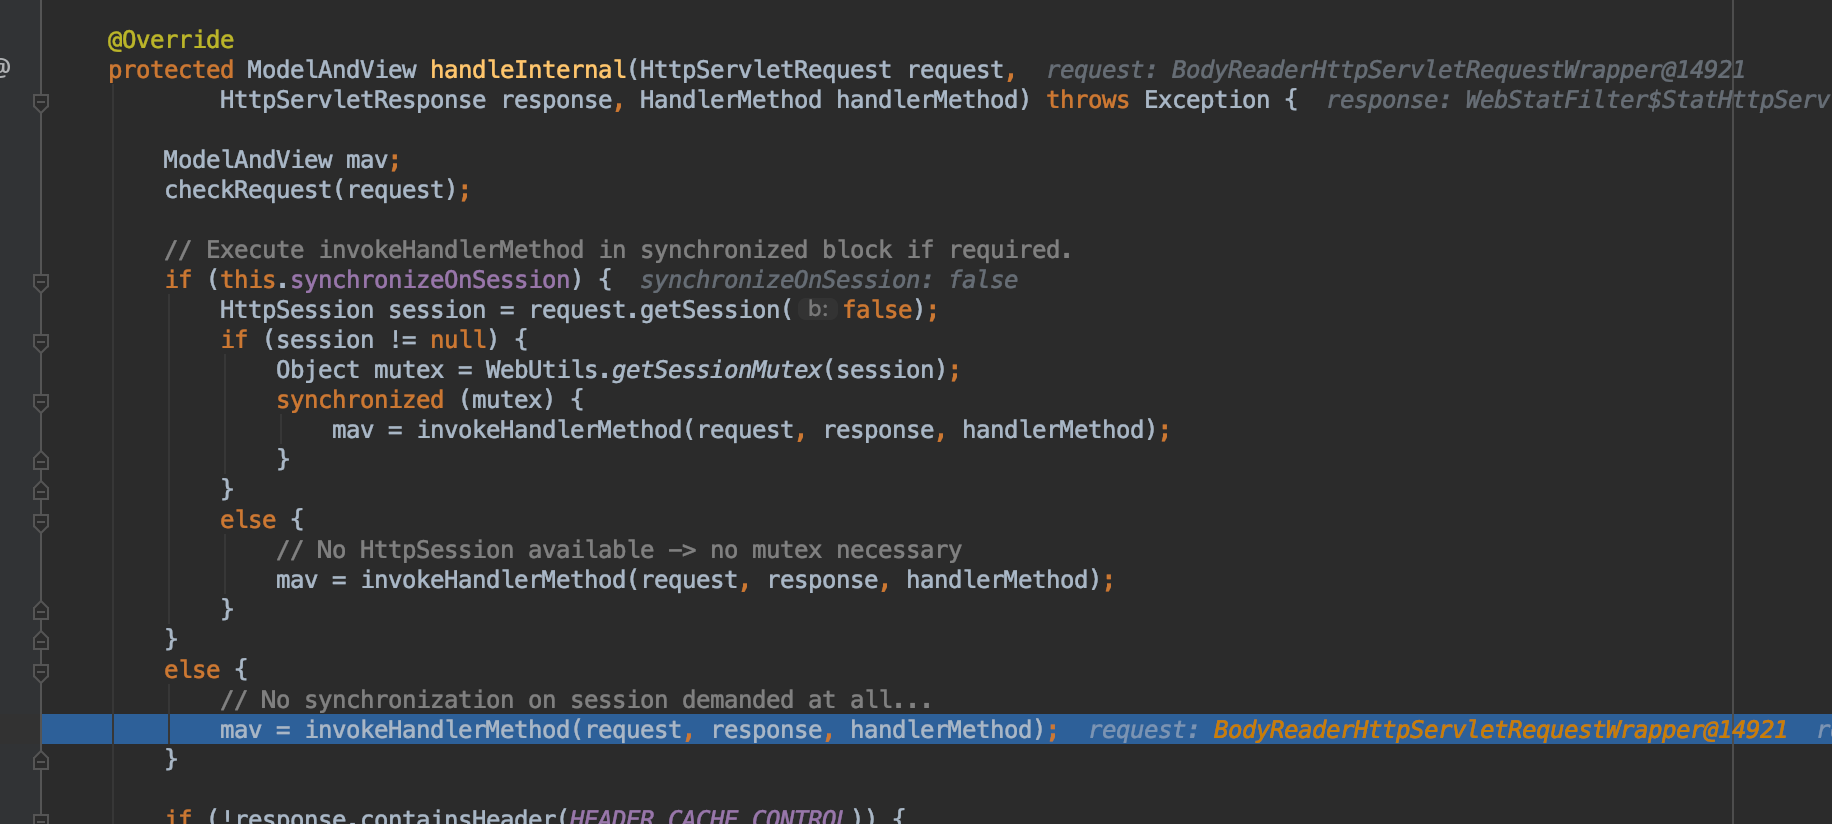 @Override
@ protected ModelAndView handleInternal(HttpServletRequest request,  request: BodyReaderHttpServletRequestWrapper@14921
HttpServletResponse response, HandlerMethod handlerMethod) throws Exception {  response: WebStatFilter$StatHttpServ
ModelAndView mav;
checkRequest(request);
// Execute invokeHandlerMethod in synchronized block if required.
if (this.synchronizeOnSession) {  synchronizeOnSession: false
HttpSession session = request.getSession( b: false);
if (session != null) {
Object mutex = WebUtils.getSessionMutex(session);
synchronized (mutex) {
mav = invokeHandlerMethod(request, response, handlerMethod);
}
}
else {
// No HttpSession available -> no mutex necessary
mav = invokeHandlerMethod(request, response, handlerMethod);
}
}
else {
// No synchronization on session demanded at all...
mav = invokeHandlerMethod(request, response, handlerMethod);  request: BodyReaderHttpServletRequestWrapper@14921  r
}
if (!response.containsHeader(HEADER_CACHE_CONTROL)) {